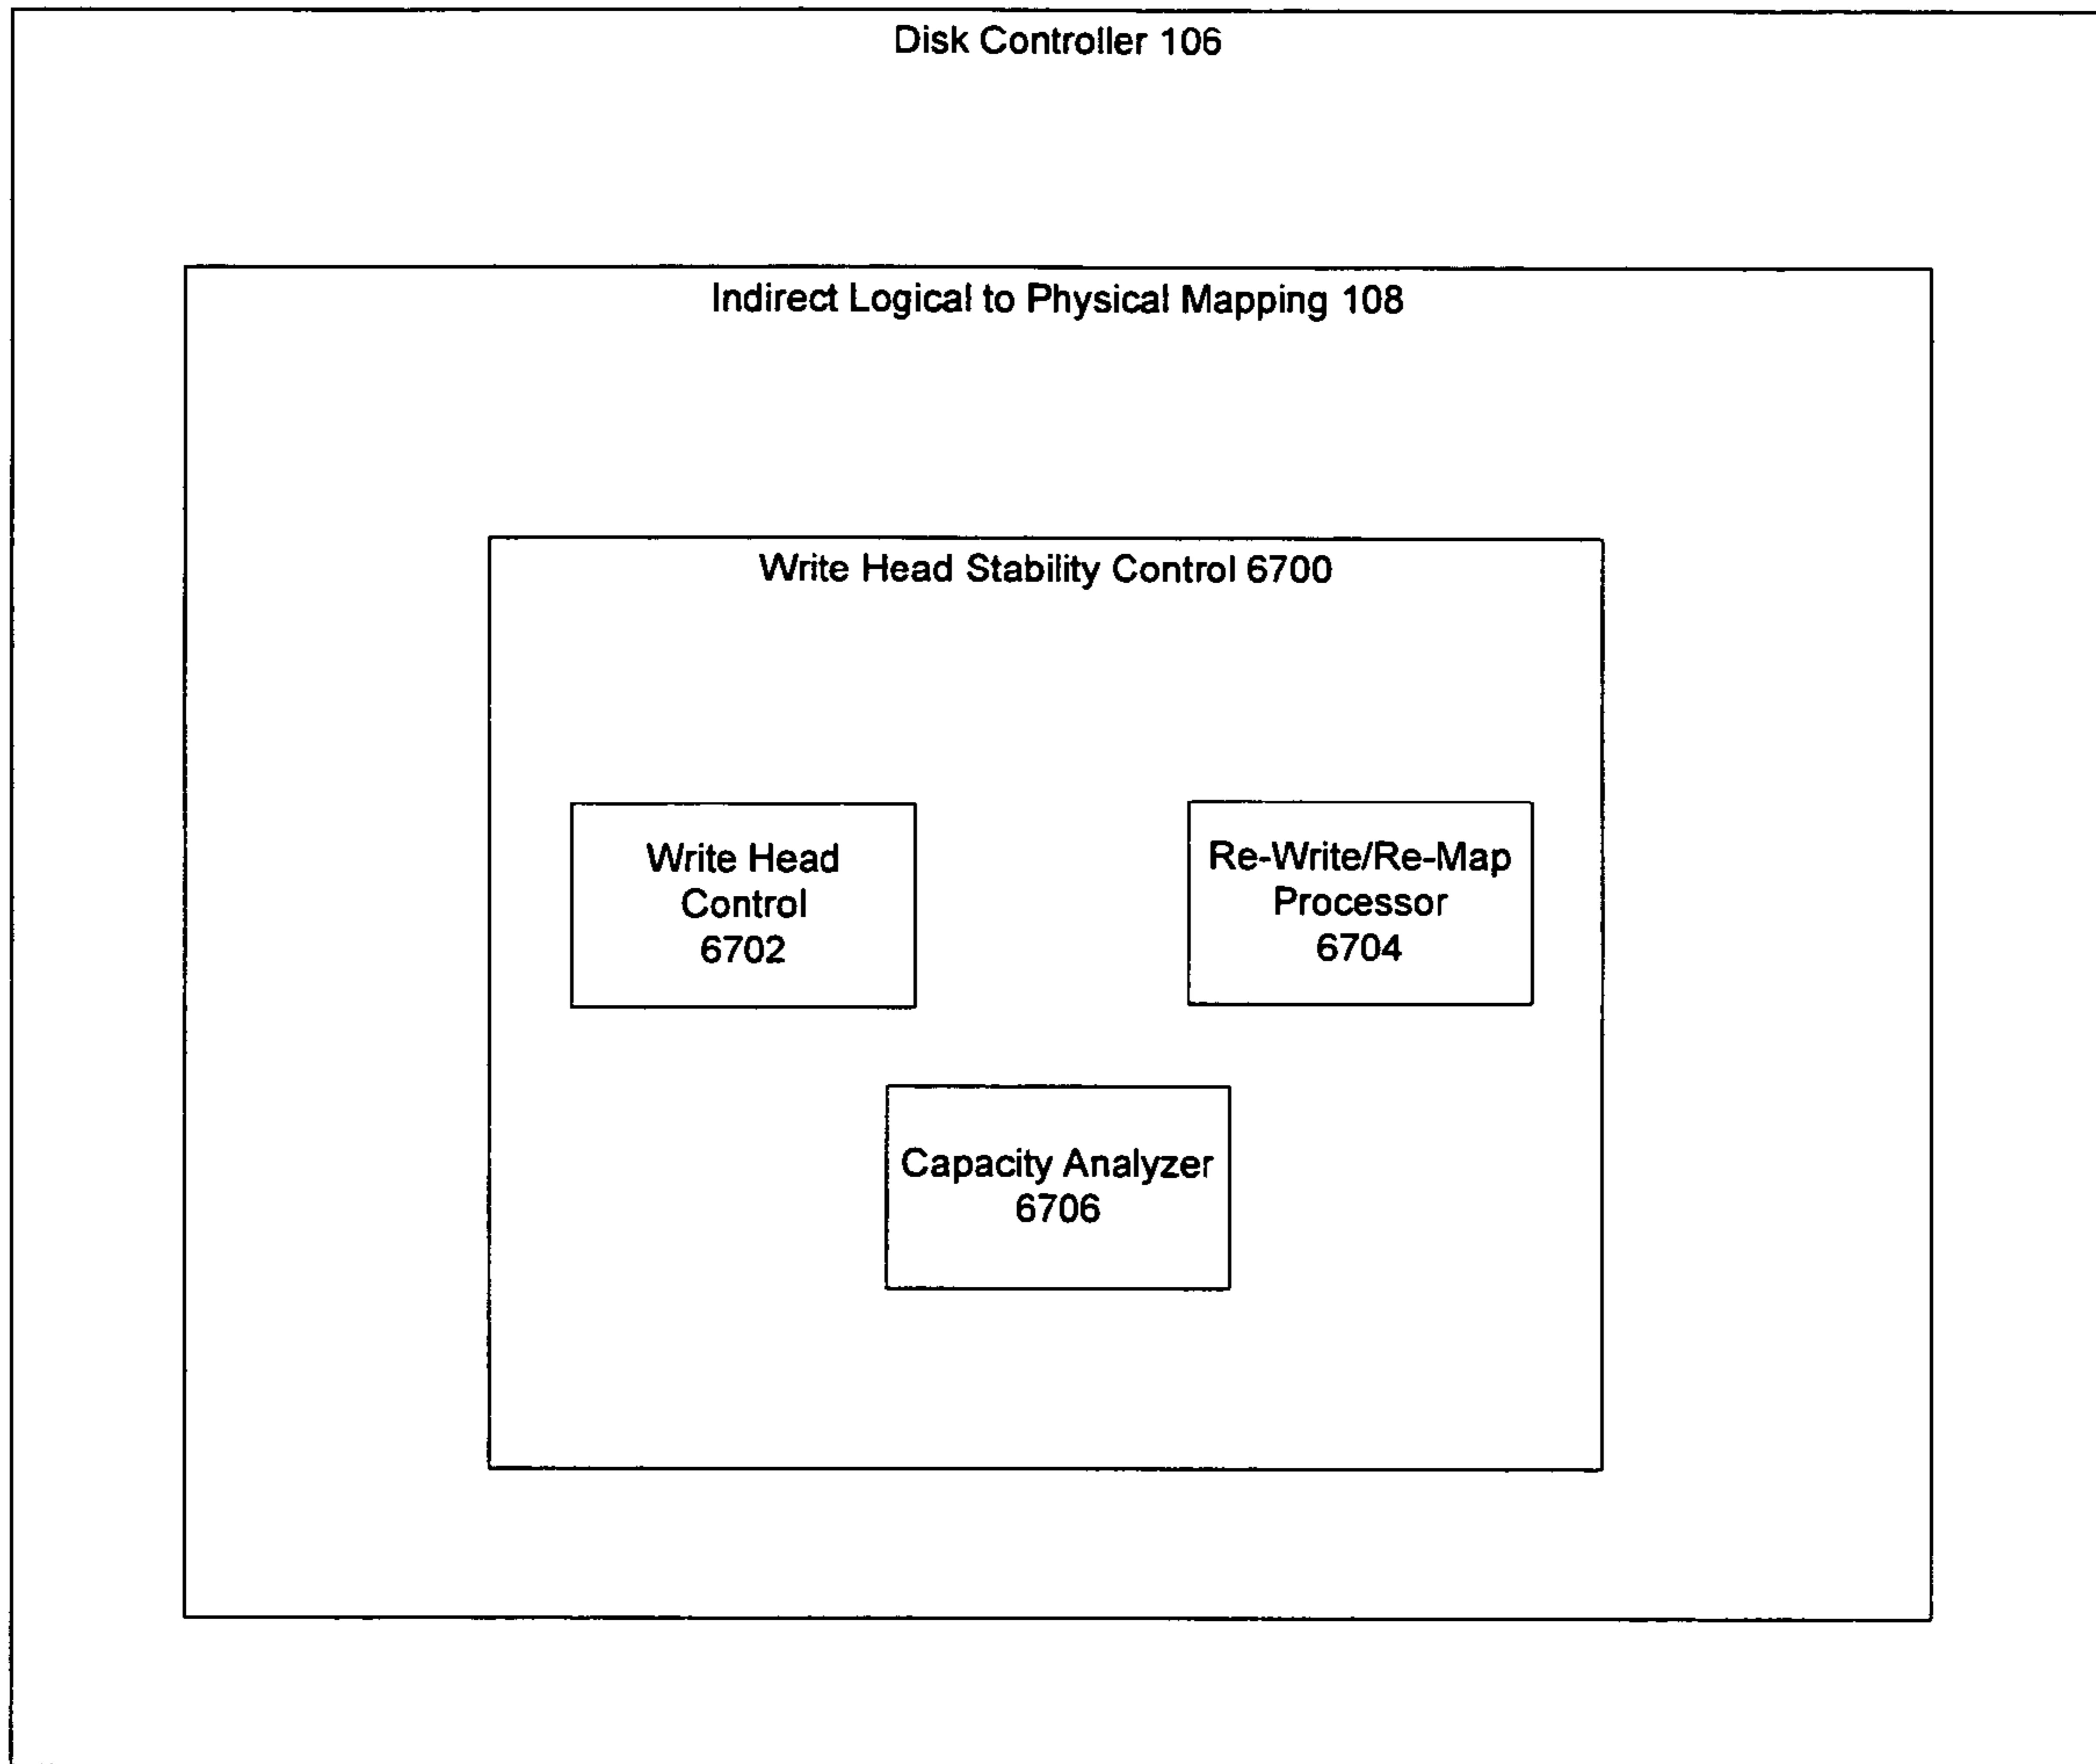 Disk Controller 106
Indirect Logical to Physical Mapping 108
Write Head Stability Control 6700
Write Head
Control
6702
Re-Write/Re-Map
Processor
6704
Capacity Analyzer
6706